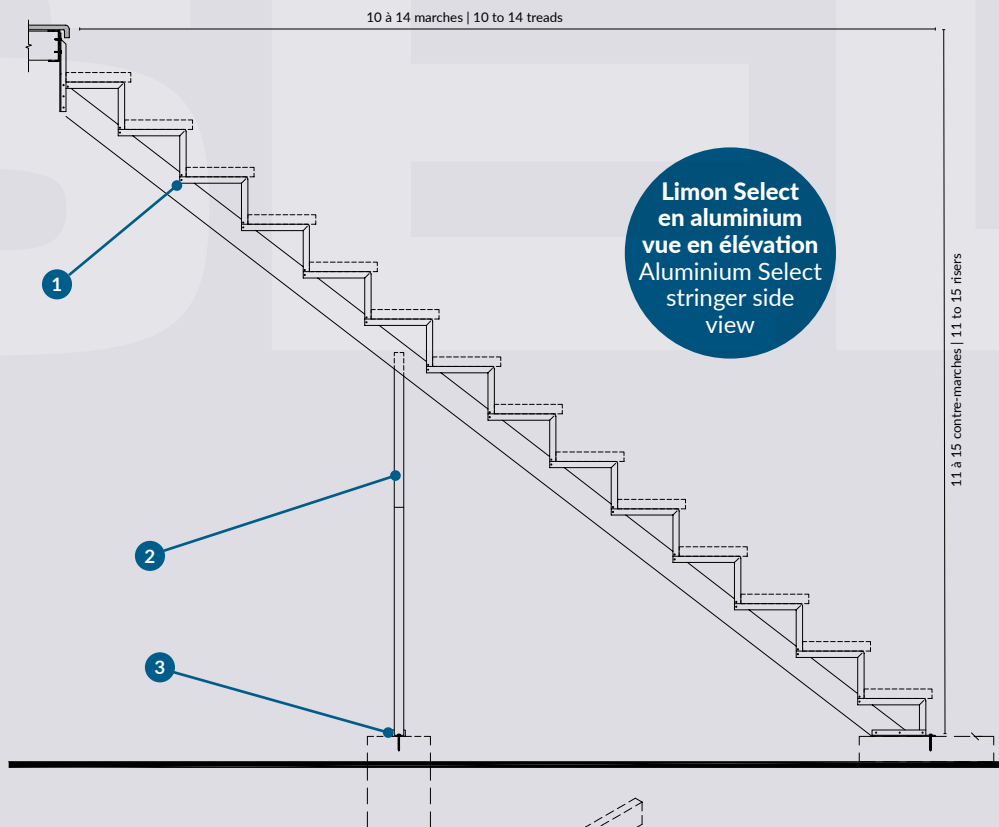 10 à 14 marches | 10 to 14 treads
Limon Select
en aluminium
vue en élévation
Aluminium Select
stringer side
view
11 à 15 contre-marches | 11 to 15 risers
1
2
3